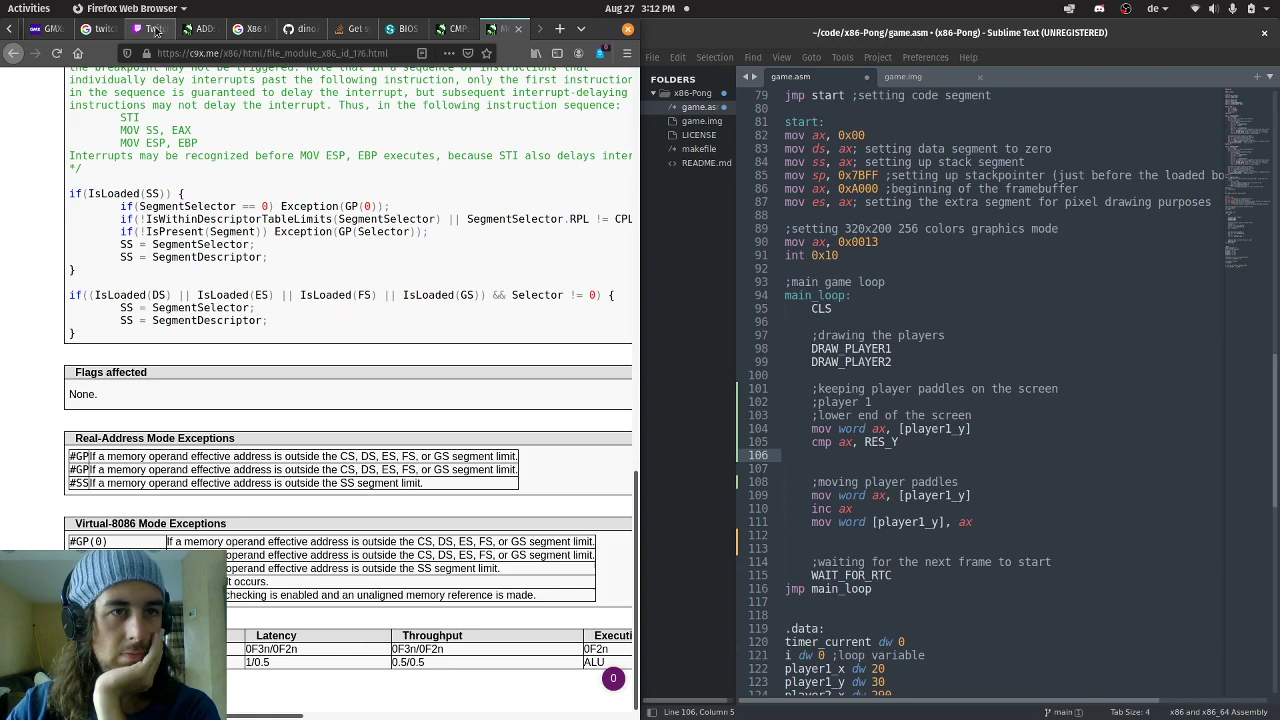 Activities
Firefox Web Browser
Aug 27 3:12 PM
de
GMX:
twitch
Twit
ADD:
X86 I
dino/
Get s
BIOS
CMP:
M
https://c9x.me/x86/html/file_module_x86_id_176.html
the breakpoint may not be triggered. Note that in a sequence of instructions that
individually delay interrupts past the following instruction, only the first instruction
in the sequence is guaranteed to delay the interrupt, but subsequent interrupt-delaying
instructions may not delay the interrupt. Thus, in the following instruction sequence:
STI
MOV SS, EAX
MOV ESP, EBP
Interrupts may be recognized before MOV ESP, EBP executes, because STI also delays inter
*/
if(IsLoaded(SS)) {
if(SegmentSelector == 0) Exception(GP(0));
if(!IsWithinDescriptorTableLimits(SegmentSelector) || SegmentSelector.RPL != CPL
if(!IsPresent(Segment)) Exception(GP(Selector));
SS = SegmentSelector;
SS = SegmentDescriptor;
}
if((IsLoaded(DS) || IsLoaded(ES) || IsLoaded(FS) || IsLoaded(GS)) && Selector != 0) {
SS = SegmentSelector;
SS = SegmentDescriptor;
}
Flags affected
None.
Real-Address Mode Exceptions
#GP If a memory operand effective address is outside the CS, DS, ES, FS, or GS segment limit.
#GP If a memory operand effective address is outside the CS, DS, ES, FS, or GS segment limit.
#SS If a memory operand effective address is outside the SS segment limit.
Virtual-8086 Mode Exceptions
#GP(0) If a memory operand effective address is outside the CS, DS, ES, FS, or GS segment limit.
operand effective address is outside the CS, DS, ES, FS, or GS segment limit.
operand effective address is outside the SS segment limit.
lt occurs.
checking is enabled and an unaligned memory reference is made.
Latency Throughput Executi
0F3n/0F2n 0F3n/0F2n 0F2n
1/0.5 0.5/0.5 ALU
0
~/code/x86-Pong/game.asm (x86-Pong) - Sublime Text (UNREGISTERED)
File Edit Selection Find View Goto Tools Project Preferences Help
FOLDERS
x86-Pong
game.as
game.img
LICENSE
makefile
README.md
game.asm
game.img
79 jmp start ;setting code segment
80
81 start:
82 mov ax, 0x00
83 mov ds, ax; setting data segment to zero
84 mov ss, ax; setting up stack segment
85 mov sp, 0x7BFF ;setting up stackpointer (just before the loaded bo
86 mov ax, 0xA000 ;beginning of the framebuffer
87 mov es, ax; setting the extra segment for pixel drawing purposes
88
89 ;setting 320x200 256 colors graphics mode
90 mov ax, 0x0013
91 int 0x10
92
93 ;main game loop
94 main_loop:
95 CLS
96
97 ;drawing the players
98 DRAW_PLAYER1
99 DRAW_PLAYER2
100
101 ;keeping player paddles on the screen
102 ;player 1
103 ;lower end of the screen
104 mov word ax, [player1_y]
105 cmp ax, RES_Y
106
107
108 ;moving player paddles
109 mov word ax, [player1_y]
110 inc ax
111 mov word [player1_y], ax
112
113
114 ;waiting for the next frame to start
115 WAIT_FOR_RTC
116 jmp main_loop
117
118
119 .data:
120 timer_current dw 0
121 i dw 0 ;loop variable
122 player1_x dw 20
123 player1_y dw 30
124 player2_x dw 290
Line 106, Column 5
main (1)
Tab Size: 4
x86 and x86_64 Assembly